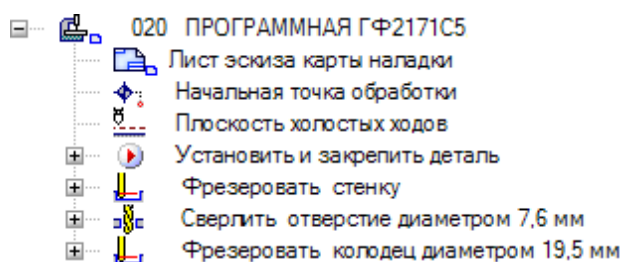 020 ПРОГРАММНАЯ ГФ2171С5
Лист эскиза карты наладки
Начальная точка обработки
Плоскость холостых ходов
Установить и закрепить деталь
Фрезеровать стенку
Сверлить отверстие диаметром 7,6 мм
Фрезеровать колодец диаметром 19,5 мм